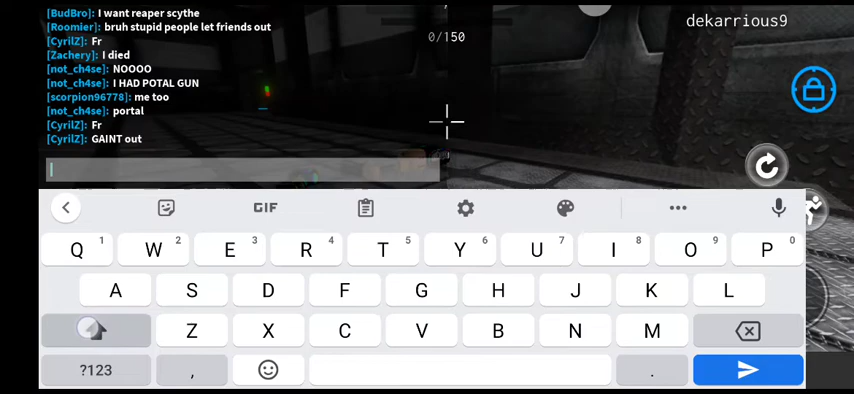 [BudBro]: I want reaper scythe
[Roomier]: bruh stupid people let friends out
[CyrilZ]: Fr
[Zachery]: I died
[not_ch4se]: NOOOO
[not_ch4se]: I HAD POTAL GUN
[scorpion96778]: me too
[not_ch4se]: portal
[CyrilZ]: Fr
[CyrilZ]: GAINT out
0/150
dekarrious9
GIF
Q 1 W 2 E 3 R 4 T 5 Y 6 U 7 I 8 O 9 P 0
A S D F G H J K L
Z X C V B N M
?123 , .